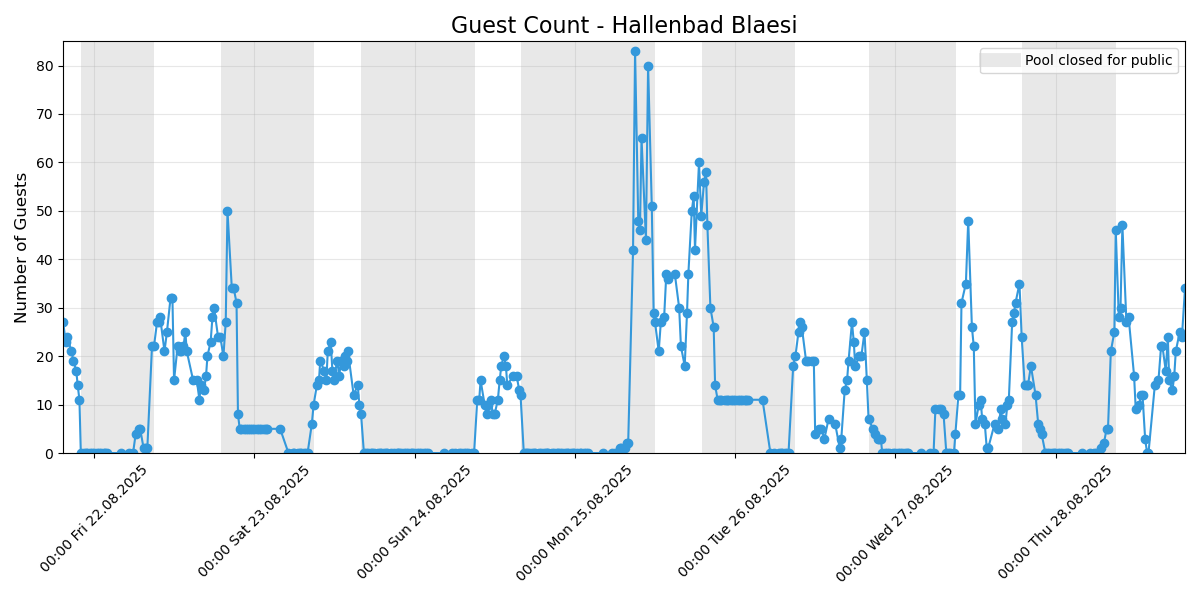 Guest Count - Hallenbad Blaesi
Pool closed for public
Number of Guests
80
70
60
50
40
30
20
10
0
00:00 Fri 22.08.2025
00:00 Sat 23.08.2025
00:00 Sun 24.08.2025
00:00 Mon 25.08.2025
00:00 Tue 26.08.2025
00:00 Wed 27.08.2025
00:00 Thu 28.08.2025